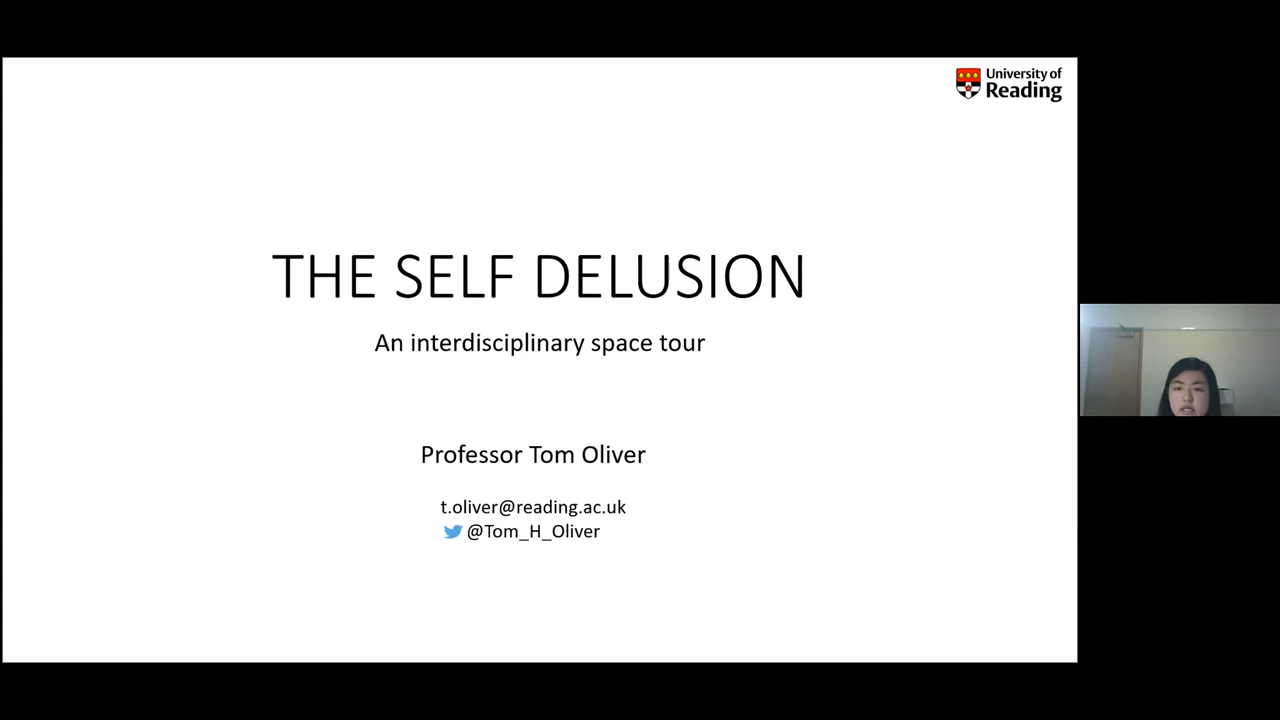 University of
Reading
THE SELF DELUSION
An interdisciplinary space tour
Professor Tom Oliver
t.oliver@reading.ac.uk
@Tom_H_Oliver